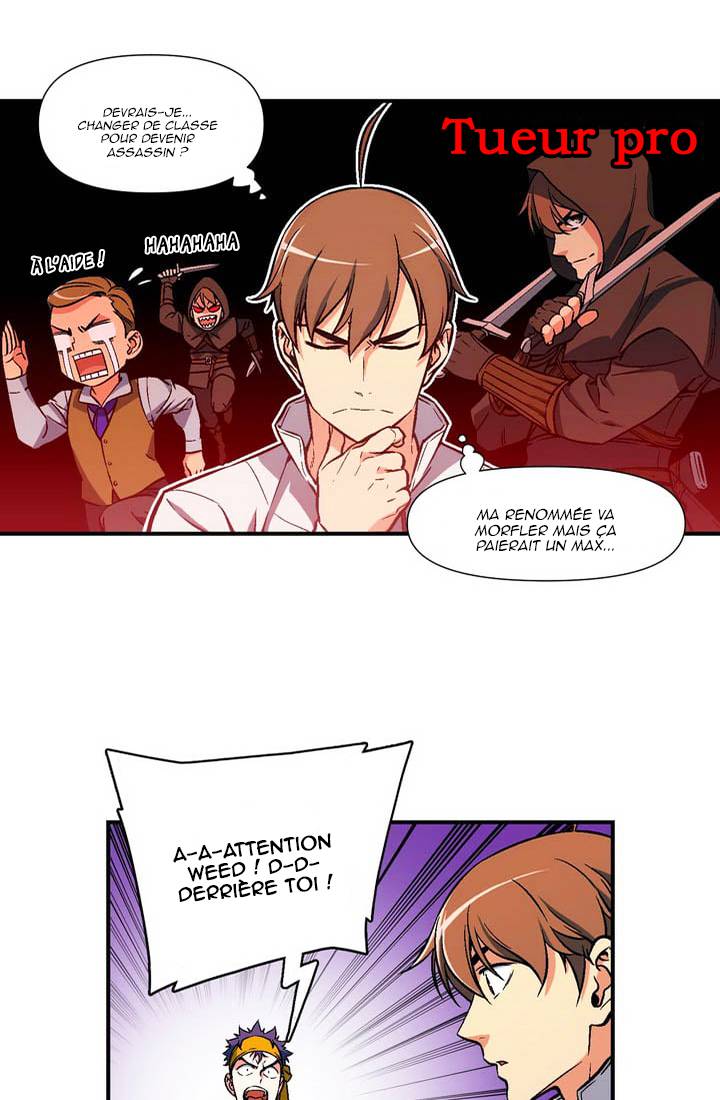 DEVRAIS-JE...
CHANGER DE CLASSE
POUR DEVENIR
ASSASSIN ?
Tueur pro
À L'AIDE !
HAHAHAHA
MA RENOMMÉE VA
MORFLER MAIS ÇA
PAIERAIT UN MAX...
A-A-ATTENTION
WEED ! D-D-
DERRIÈRE TOI !